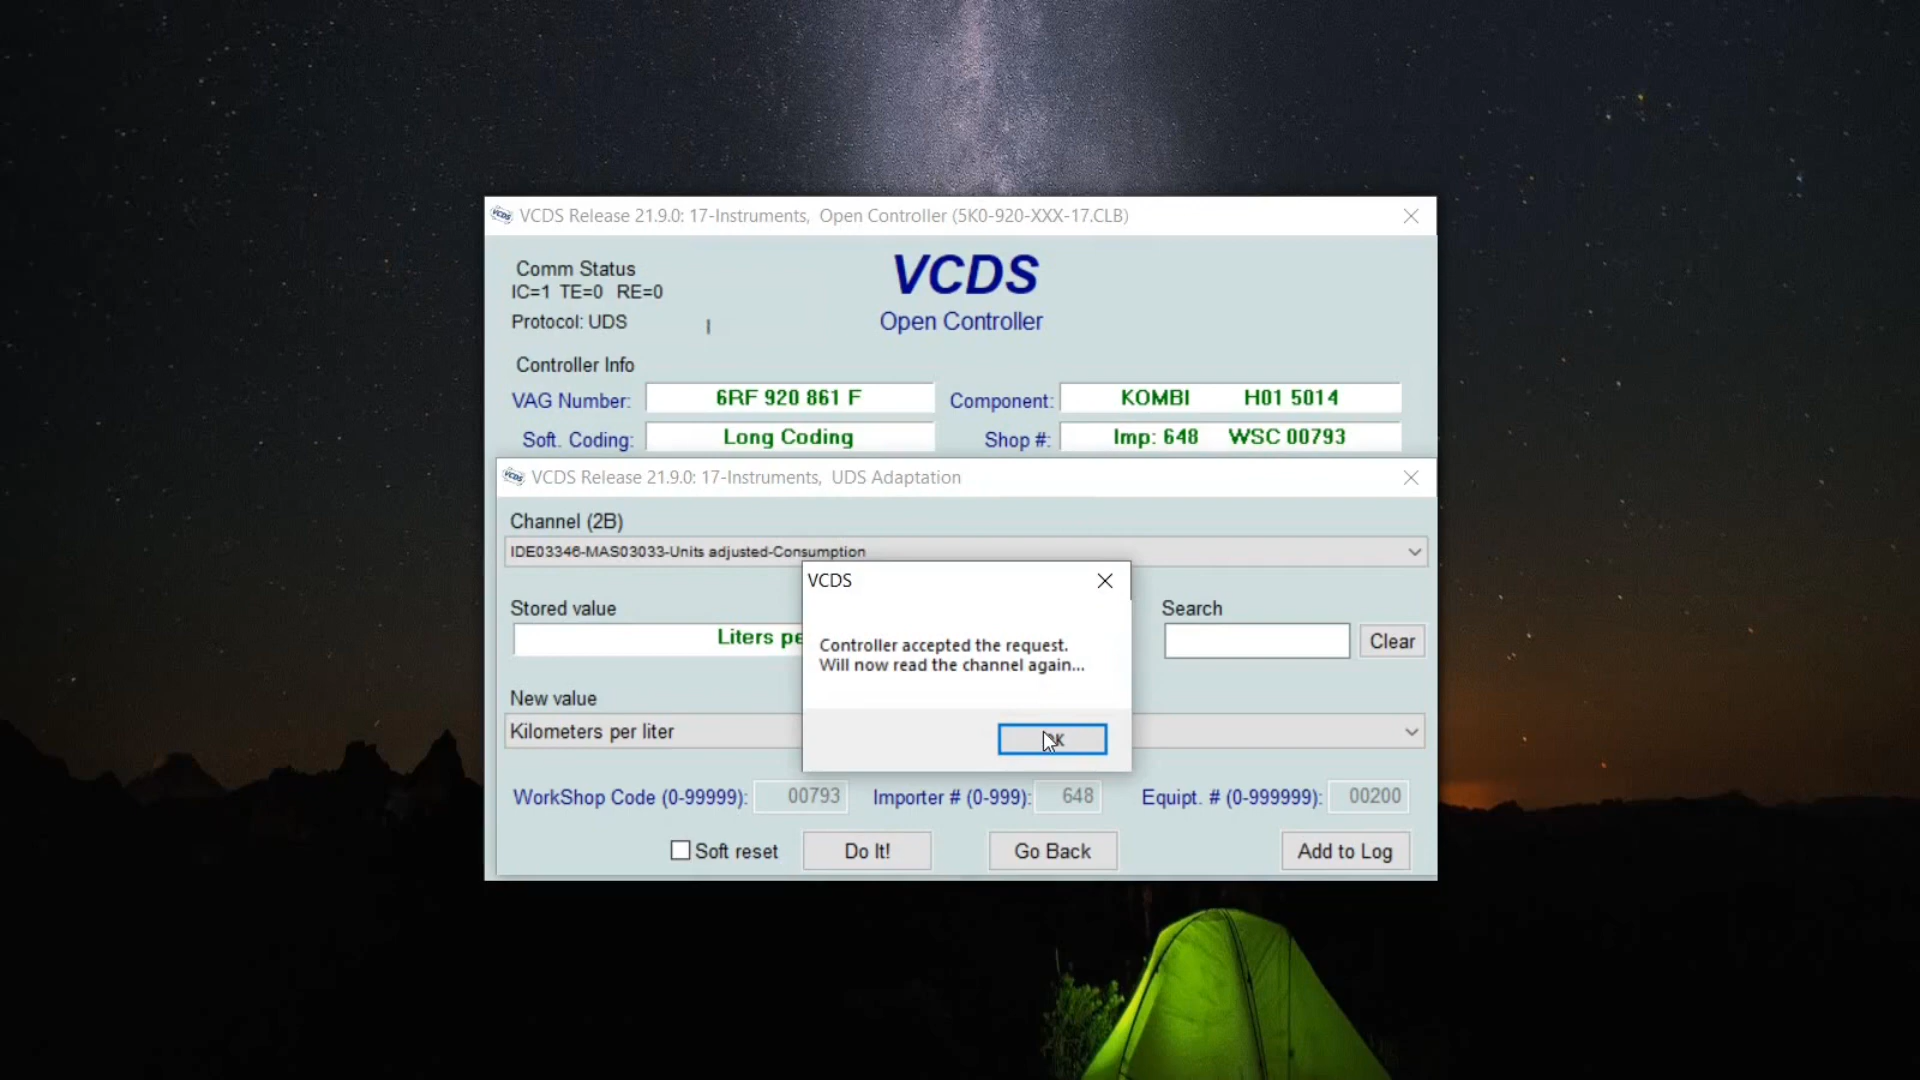 VCDS Release 21.9.0: 17-Instruments, Open Controller (5K0-920-XXX-17.CLB)
Comm Status
IC=1 TE=0 RE=0
Protocol: UDS
VCDS
Open Controller
Controller Info
VAG Number: 6RF 920 861 F Component: KOMBI H01 5014
Soft. Coding: Long Coding Shop #: Imp: 648 WSC 00793
VCDS Release 21.9.0: 17-Instruments, UDS Adaptation
Channel (2B)
IDE03346-MAS03033-Units adjusted-Consumption
VCDS
Controller accepted the request.
Will now read the channel again...
Stored value
Liters
Search
Clear
New value
Kilometers per liter
WorkShop Code (0-99999): 00793 Importer # (0-999): 648 Equipt. # (0-999999): 00200
Soft reset Do It! Go Back Add to Log